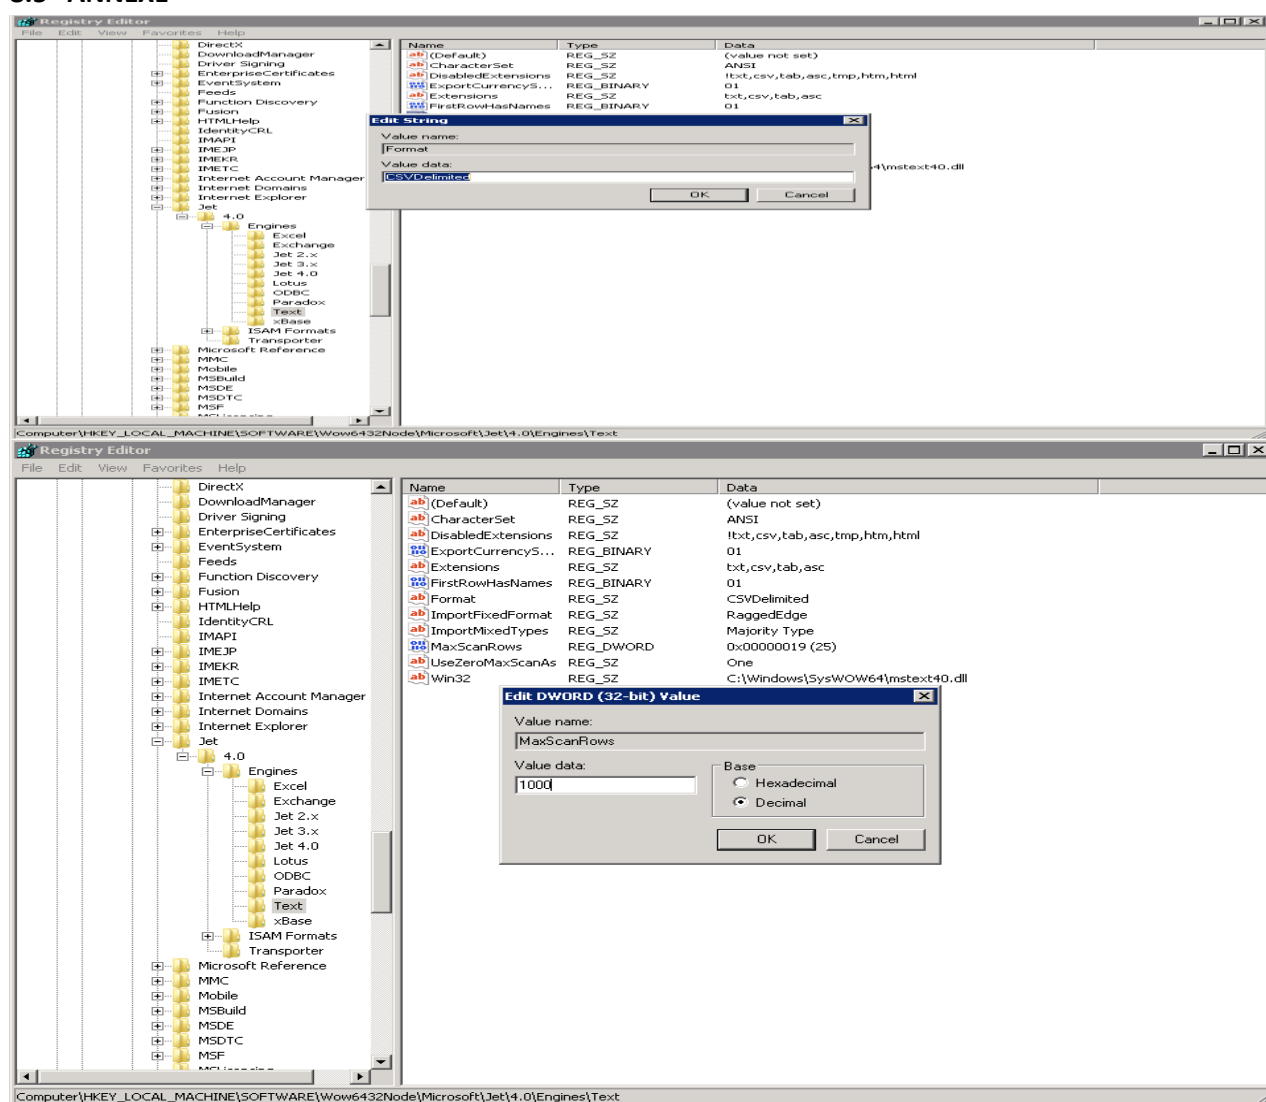 Registry Editor
File Edit View Favorites Help
DirectX
DownloadManager
Driver Signing
EnterpriseCertificates
EventSystem
Feeds
Function Discovery
Fusion
HTMLHelp
IdentityCRL
IMAPI
IMEJP
IMEKR
IMETC
Internet Account Manager
Internet Domains
Internet Explorer
Jet
4.0
Engines
Excel
Exchange
Jet 2.x
Jet 3.x
Jet 4.0
Lotus
ODBC
Paradox
Text
xBase
ISAM Formats
Transporter
Microsoft Reference
MMC
Mobile
MSBuild
MSDE
MSDTC
MSF
Name Type Data
(Default) REG_SZ (value not set)
CharacterSet REG_SZ ANSI
DisabledExtensions REG_SZ !txt,csv,tab,asc,tmp,htm,html
ExportCurrencyS... REG_BINARY 01
Extensions REG_SZ txt,csv,tab,asc
FirstRowHasNames REG_BINARY 01
4\mstext40.dll
Edit String
Value name:
Format
Value data:
CSVDelimited
OK Cancel
Computer\HKEY_LOCAL_MACHINE\SOFTWARE\Wow6432Node\Microsoft\Jet\4.0\Engines\Text
Registry Editor
File Edit View Favorites Help
DirectX
DownloadManager
Driver Signing
EnterpriseCertificates
EventSystem
Feeds
Function Discovery
Fusion
HTMLHelp
IdentityCRL
IMAPI
IMEJP
IMEKR
IMETC
Internet Account Manager
Internet Domains
Internet Explorer
Jet
4.0
Engines
Excel
Exchange
Jet 2.x
Jet 3.x
Jet 4.0
Lotus
ODBC
Paradox
Text
xBase
ISAM Formats
Transporter
Microsoft Reference
MMC
Mobile
MSBuild
MSDE
MSDTC
MSF
Name Type Data
(Default) REG_SZ (value not set)
CharacterSet REG_SZ ANSI
DisabledExtensions REG_SZ !txt,csv,tab,asc,tmp,htm,html
ExportCurrencyS... REG_BINARY 01
Extensions REG_SZ txt,csv,tab,asc
FirstRowHasNames REG_BINARY 01
Format REG_SZ CSVDelimited
ImportFixedFormat REG_SZ RaggedEdge
ImportMixedTypes REG_SZ Majority Type
MaxScanRows REG_DWORD 0x00000019 (25)
UseZeroMaxScanAs REG_SZ One
Win32 REG_SZ C:\Windows\SysWOW64\mstext40.dll
Edit DWORD (32-bit) Value
Value name:
MaxScanRows
Value data:
1000
Base
Hexadecimal
Decimal
OK Cancel
Computer\HKEY_LOCAL_MACHINE\SOFTWARE\Wow6432Node\Microsoft\Jet\4.0\Engines\Text